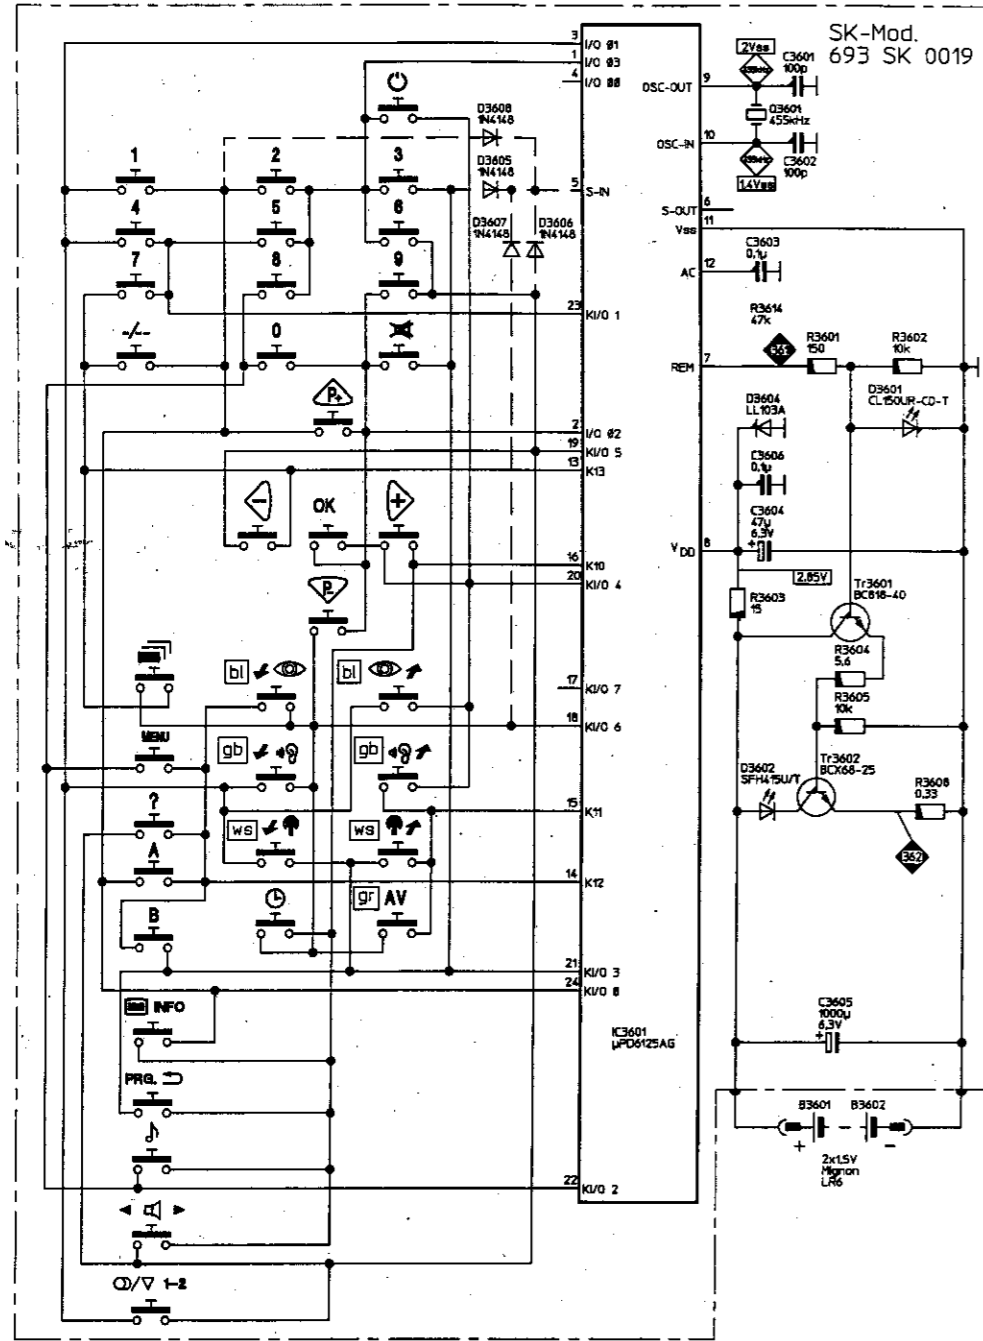 SK-Mod.
693 SK 0019
3
I/O 01
1
I/O 03
4
I/O 00
2Vss
C3601
100p
OSC-OUT
9
Q3601
455kHz
OSC-IN
10
C3602
100p
1.4Vss
D3608
1N4148
D3605
1N4148
1
2
3
5
S-IN
S-OUT
6
Vss
11
4
5
6
D3607
1N4148
D3606
1N4148
C3603
0,1µ
AC
12
7
8
9
23
KI/O 1
R3614
47k
-/--
0
R3601
150
R3602
10k
REM
7
D3604
LL103A
D3601
CL150UR-CD-T
P+
2
I/O 02
19
KI/O 5
13
K13
C3606
0,1µ
-
OK
+
C3604
47µ
6,3V
+
VDD
8
16
K10
20
KI/O 4
2,85V
R3603
15
Tr3601
BC818-40
P-
R3604
5,6
bl
bl
17
KI/O 7
R3605
10k
18
KI/O 6
MENU
gb
gb
Tr3602
BCX68-25
D3602
SFH415U/T
R3608
0,33
?
15
K11
ws
ws
A
362
14
K12
gr AV
B
21
KI/O 3
24
KI/O 8
INFO
IC3601
µPD6125AG
C3605
1000µ
6,3V
+
PRG.
B3601
B3602
+
-
2x1,5V
Mignon
LR6
22
KI/O 2
1-2